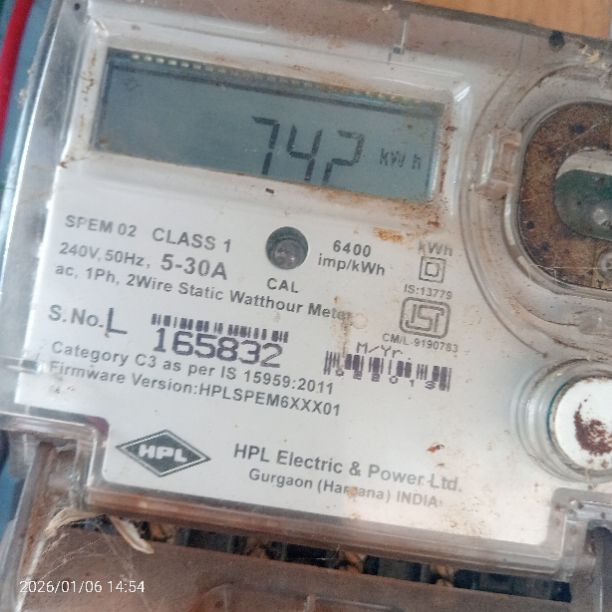 742 kWh
SPEM 02 CLASS 1
6400 imp/kWh
kWh
240V, 50Hz, 5-30A
CAL
IS:13779
ac, 1Ph, 2Wire Static Watthour Meter
ISI
CM/L-9190783
S.No. L 165832
M/Yr.
Category C3 as per IS 15959:2011
Firmware Version:HPLSPEM6XXX01
HPL
HPL Electric & Power Ltd.
Gurgaon (Haryana) INDIA
2026/01/06 14:54